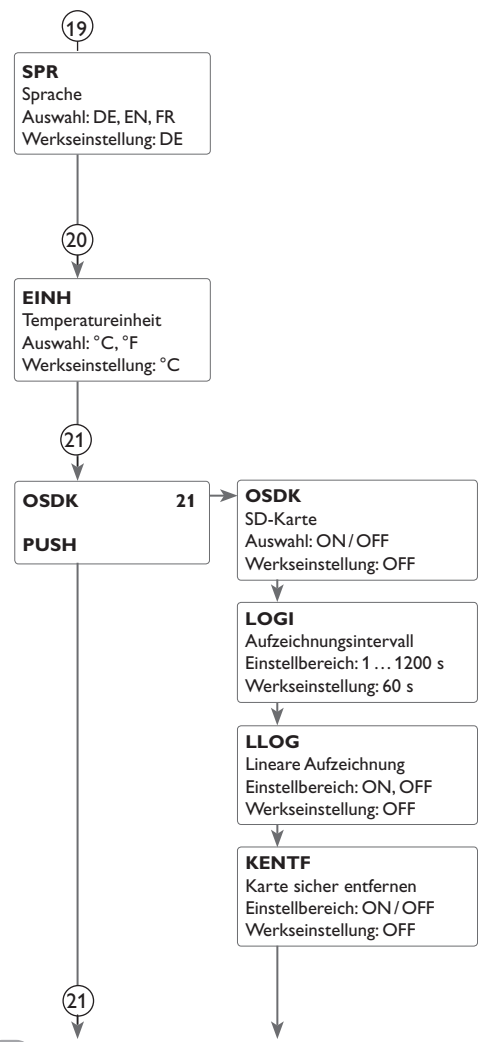 19
SPR
Sprache
Auswahl: DE, EN, FR
Werkseinstellung: DE
20
EINH
Temperatureinheit
Auswahl: °C, °F
Werkseinstellung: °C
21
OSDK 21
PUSH
OSDK
SD-Karte
Auswahl: ON / OFF
Werkseinstellung: OFF
LOGI
Aufzeichnungsintervall
Einstellbereich: 1 … 1200 s
Werkseinstellung: 60 s
LLOG
Lineare Aufzeichnung
Einstellbereich: ON, OFF
Werkseinstellung: OFF
KENTF
Karte sicher entfernen
Einstellbereich: ON / OFF
Werkseinstellung: OFF
21